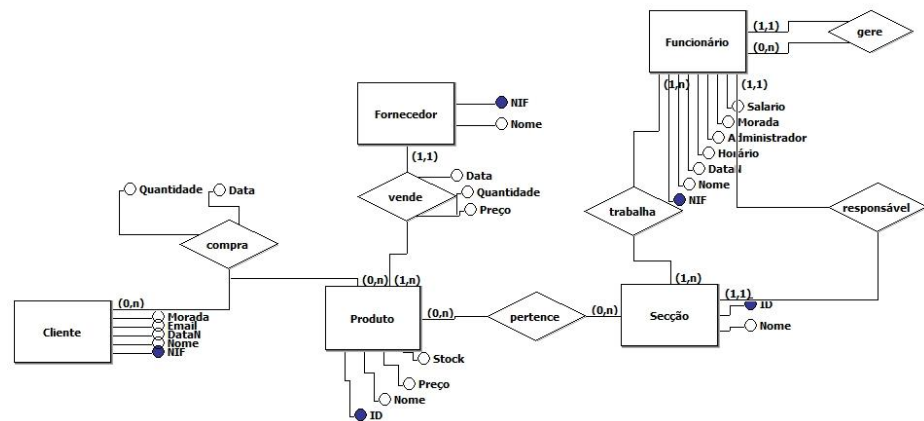 Funcionário
(1,1)
(0,n)
gere
(1,n)
(1,1)
Salario
Morada
Administrador
Horário
DataN
Nome
NIF
Fornecedor
NIF
Nome
(1,1)
vende
Data
Quantidade
Preço
Quantidade
Data
compra
trabalha
responsável
(0,n)
(0,n)
(1,n)
(1,n)
(1,1)
Cliente
Morada
Email
DataN
Nome
NIF
Produto
(0,n)
pertence
(0,n)
Secção
ID
Nome
Stock
Preço
Nome
ID